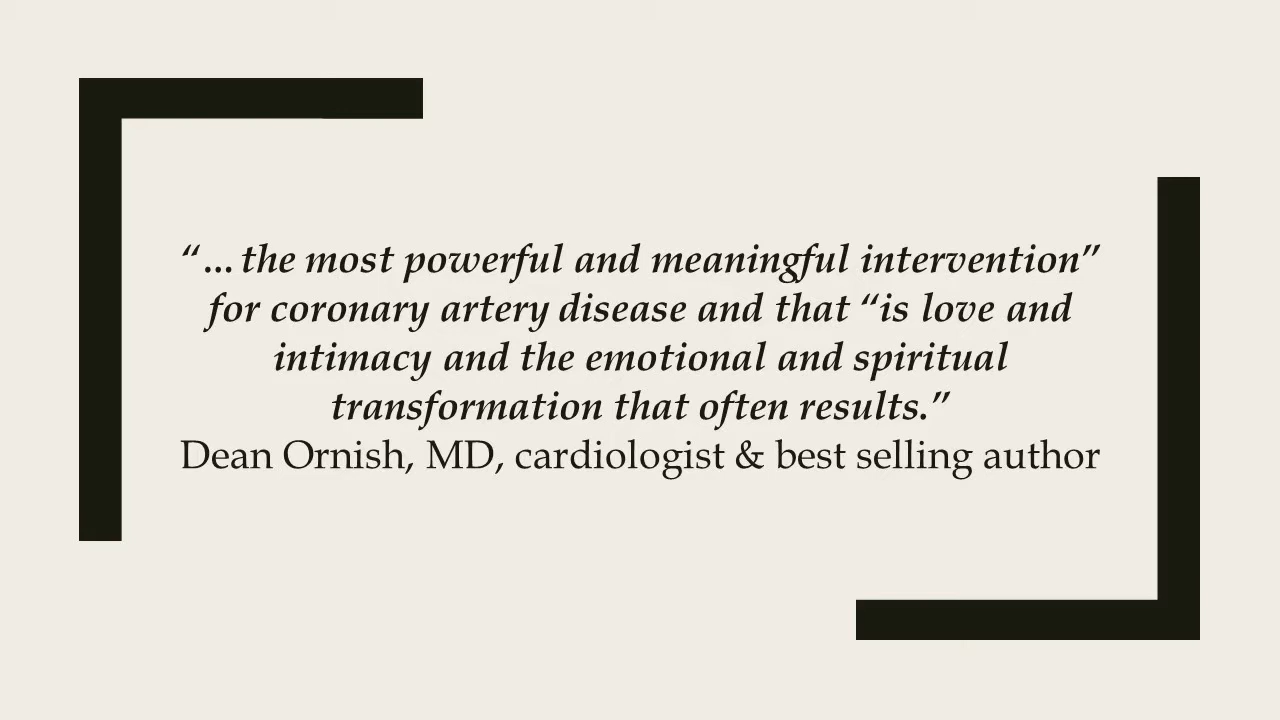 “…the most powerful and meaningful intervention”
for coronary artery disease and that “is love and
intimacy and the emotional and spiritual
transformation that often results.”
Dean Ornish, MD, cardiologist & best selling author